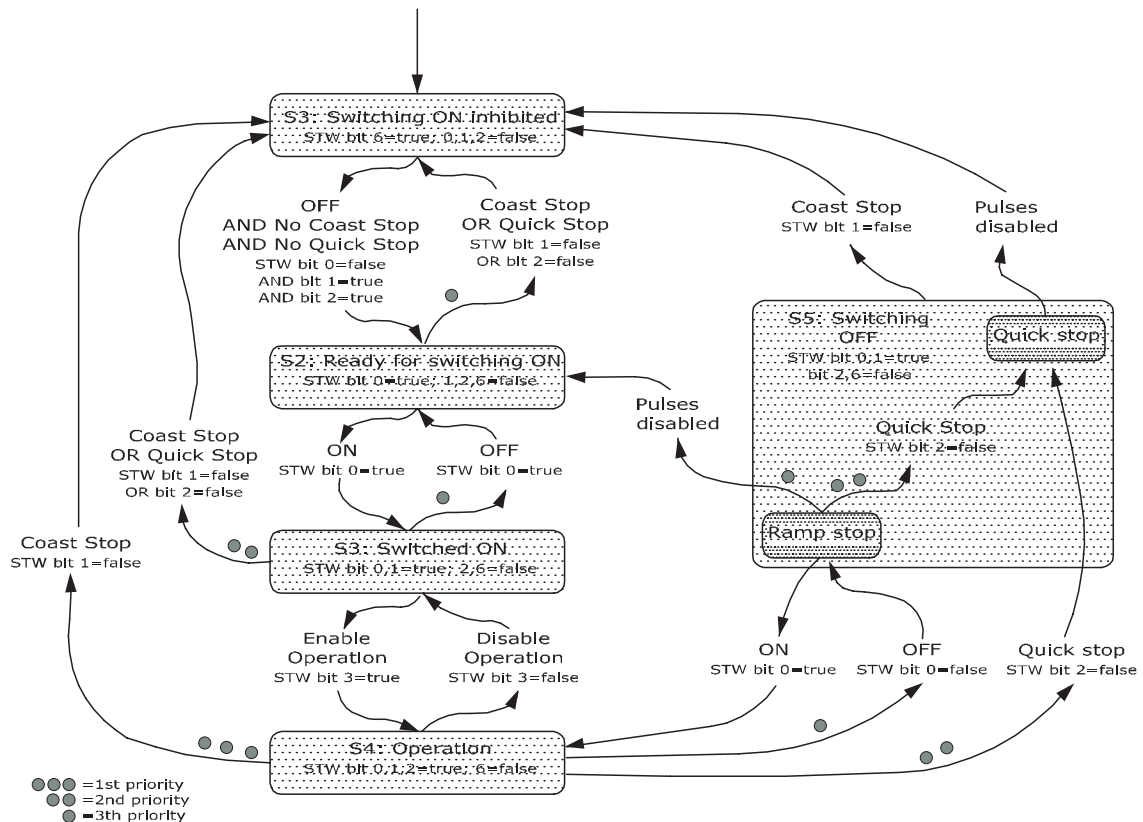 S3: Switching ON inhibited
STW bit 6=true; 0,1,2=false
OFF
AND No Coast Stop
AND No Quick Stop
STW bit 0=false
AND bit 1=true
AND bit 2=true
Coast Stop
OR Quick Stop
STW bit 1=false
OR bit 2=false
Coast Stop
STW bit 1=false
Pulses
disabled
S5: Switching
OFF
STW bit 0,1=true
bit 2,6=false
Quick stop
S2: Ready for switching ON
STW bit 0=true; 1,2,6=false
Pulses
disabled
Quick Stop
STW bit 2=false
Coast Stop
OR Quick Stop
STW bit 1=false
OR bit 2=false
ON
STW bit 0=true
OFF
STW bit 0=true
Ramp stop
Coast Stop
STW bit 1=false
S3: Switched ON
STW bit 0,1=true; 2,6=false
Enable
Operation
STW bit 3=true
Disable
Operation
STW bit 3=false
ON
STW bit 0=true
OFF
STW bit 0=false
Quick stop
STW bit 2=false
S4: Operation
STW bit 0,1,2=true; 6=false
=1st priority
=2nd priority
=3th priority